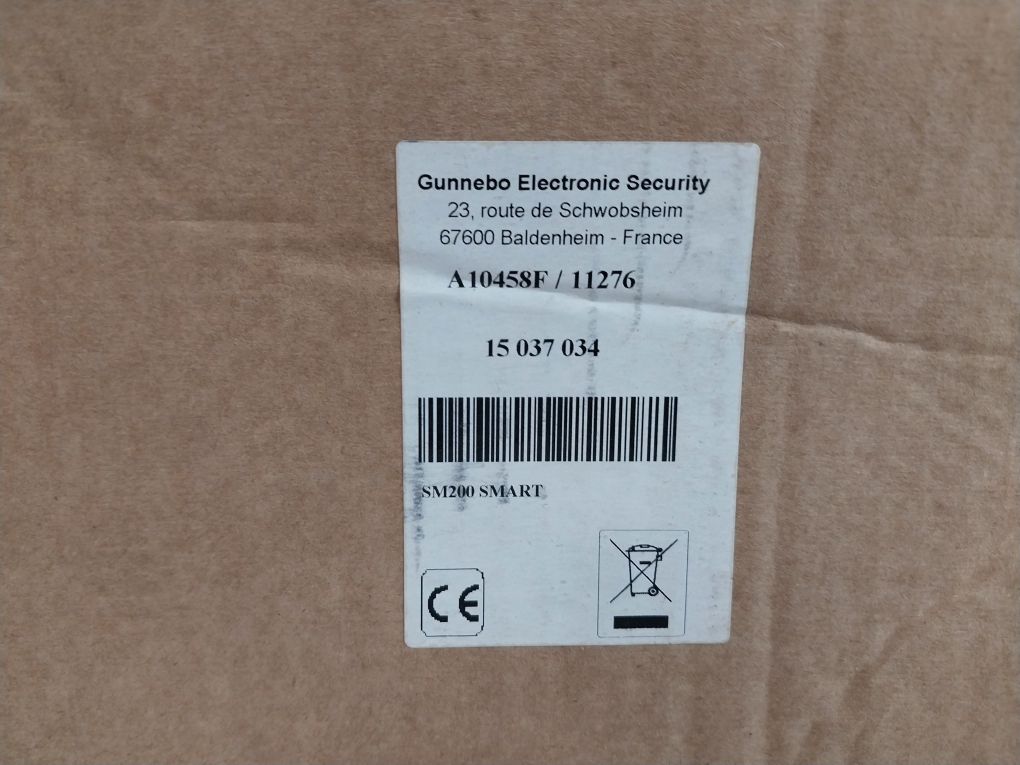 Gunnebo Electronic Security
23, route de Schwobsheim
67600 Baldenheim - France
A10458F / 11276
15 037 034
SM200 SMART
CE